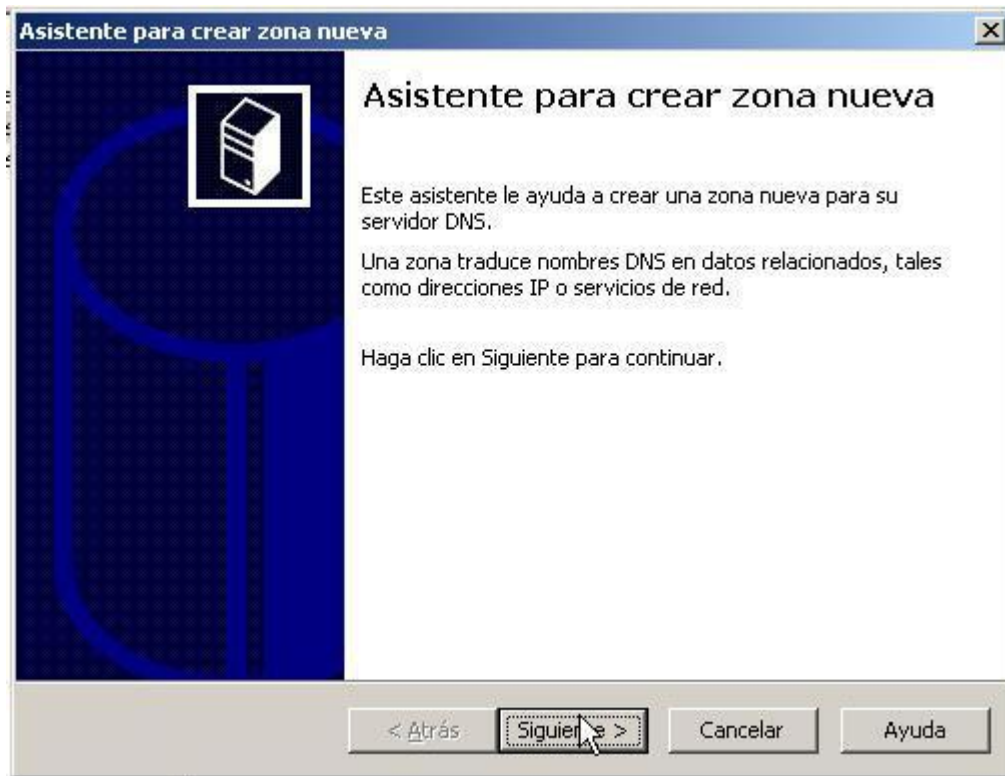 Asistente para crear zona nueva
Asistente para crear zona nueva
Este asistente le ayuda a crear una zona nueva para su
servidor DNS.
Una zona traduce nombres DNS en datos relacionados, tales
como direcciones IP o servicios de red.
Haga clic en Siguiente para continuar.
< Atrás
Siguiente >
Cancelar
Ayuda